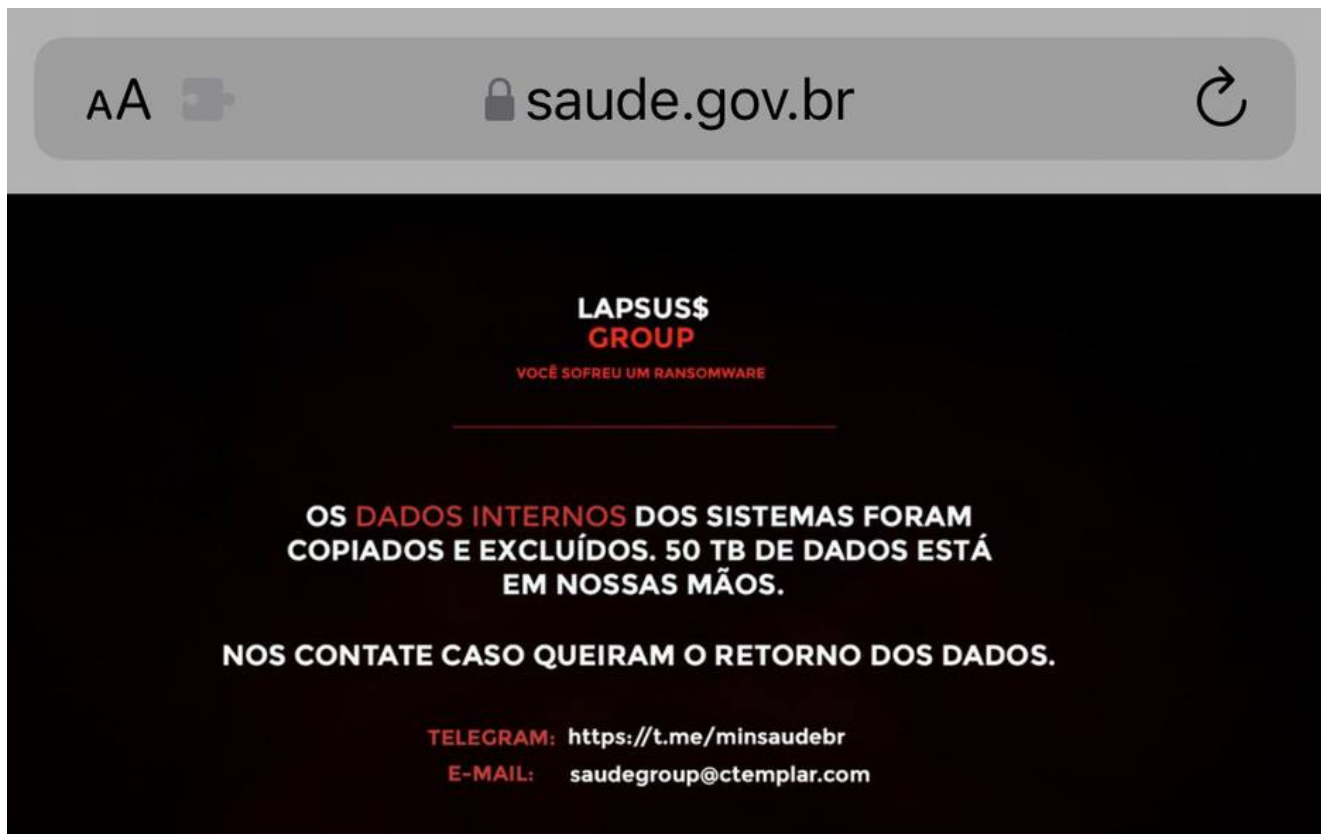 AA saude.gov.br
LAPSUS$
GROUP
VOCÊ SOFREU UM RANSOMWARE
OS DADOS INTERNOS DOS SISTEMAS FORAM
COPIADOS E EXCLUÍDOS. 50 TB DE DADOS ESTÁ
EM NOSSAS MÃOS.
NOS CONTATE CASO QUEIRAM O RETORNO DOS DADOS.
TELEGRAM: https://t.me/minsaudebr
E-MAIL: saudegroup@ctemplar.com